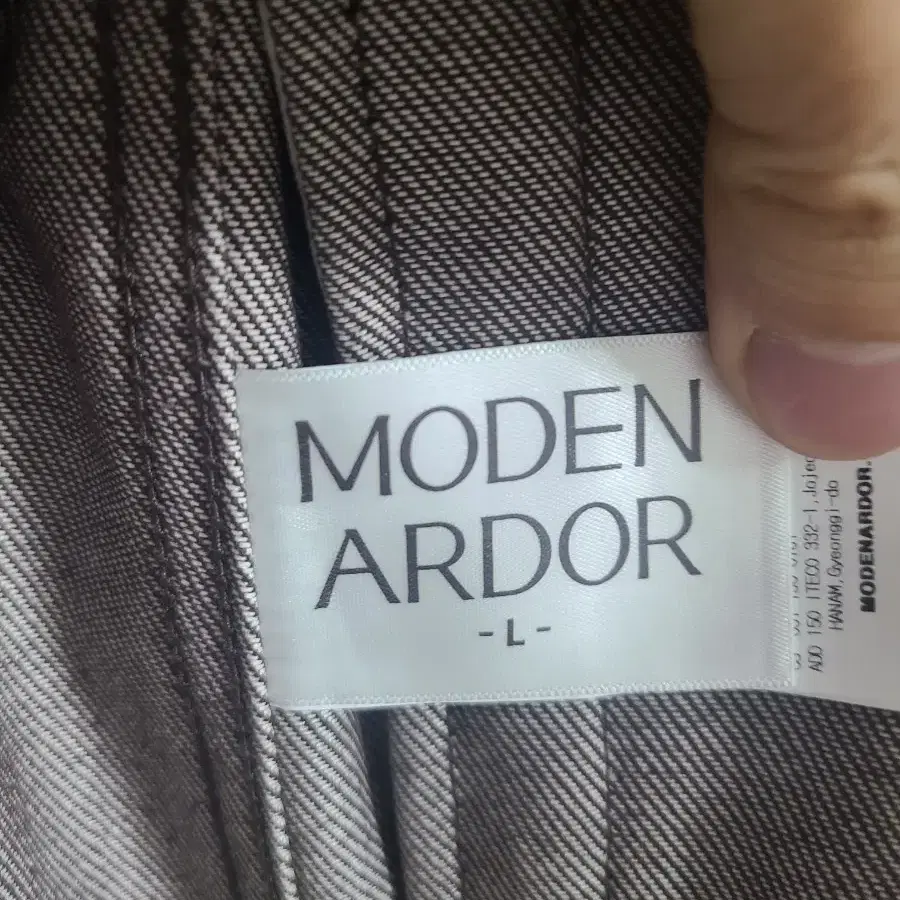 MODEN
ARDOR
-L-
ADD 150 ITECO 332-1, Jojeo
HANAM, Gyeonggi-do
MODENARDOR.